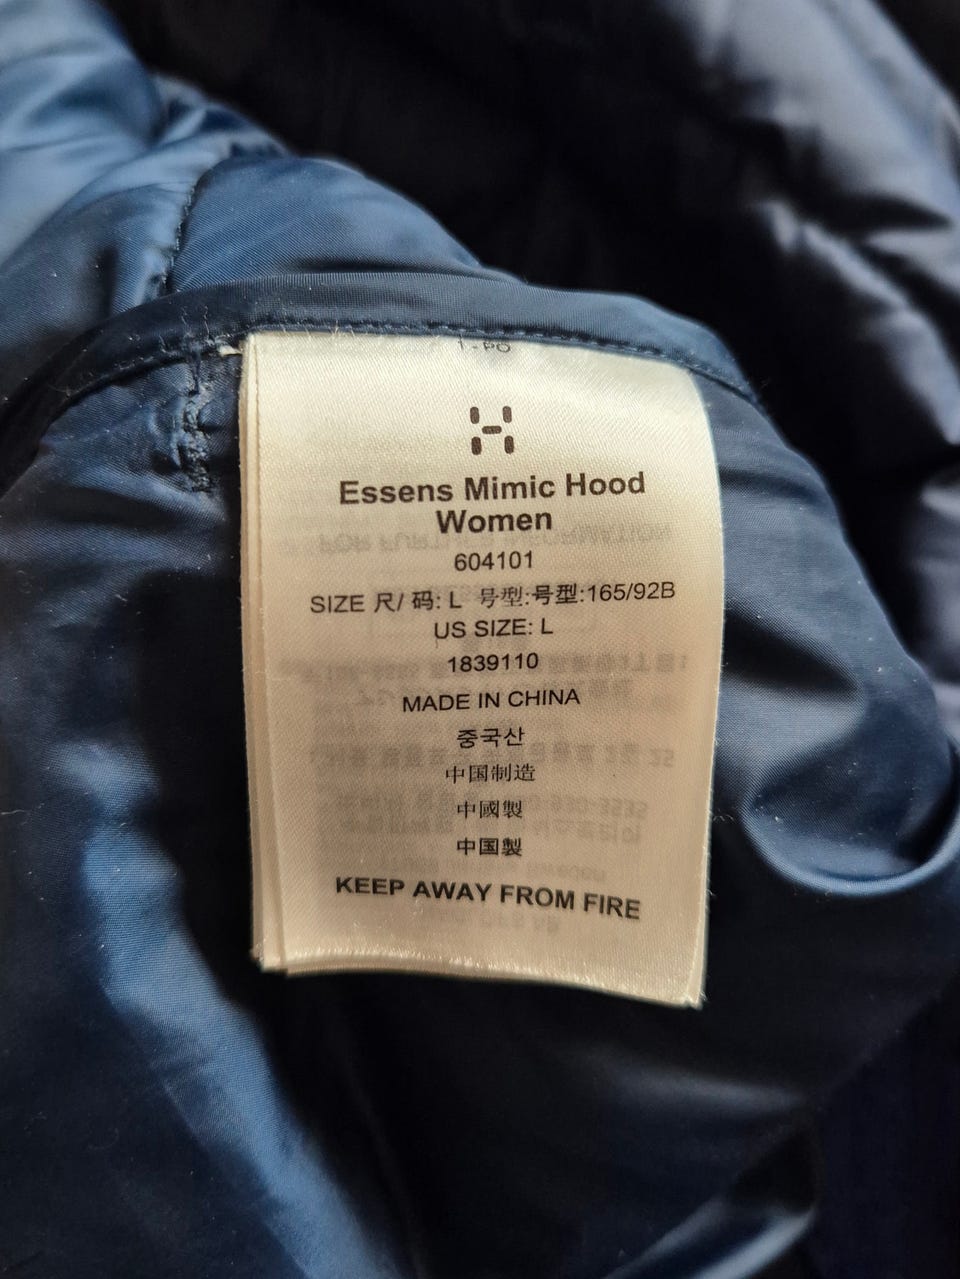 Essens Mimic Hood
Women
604101
SIZE 尺/ 码: L 号型:号型:165/92B
US SIZE: L
1839110
MADE IN CHINA
중국산
中国制造
中國製
中国製
KEEP AWAY FROM FIRE